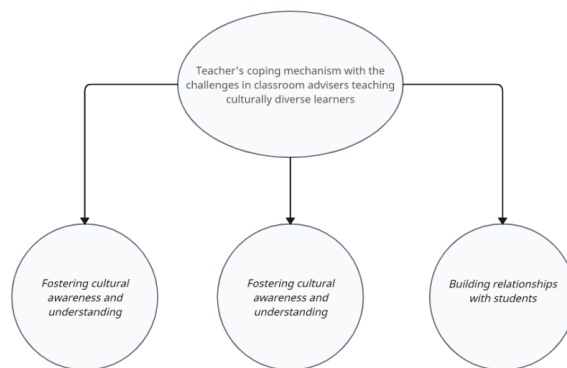 Teacher's coping mechanism with the
challenges in classroom advisers teaching
culturally diverse learners
Fostering cultural
awareness and
understanding
Fostering cultural
awareness and
understanding
Building relationships
with students